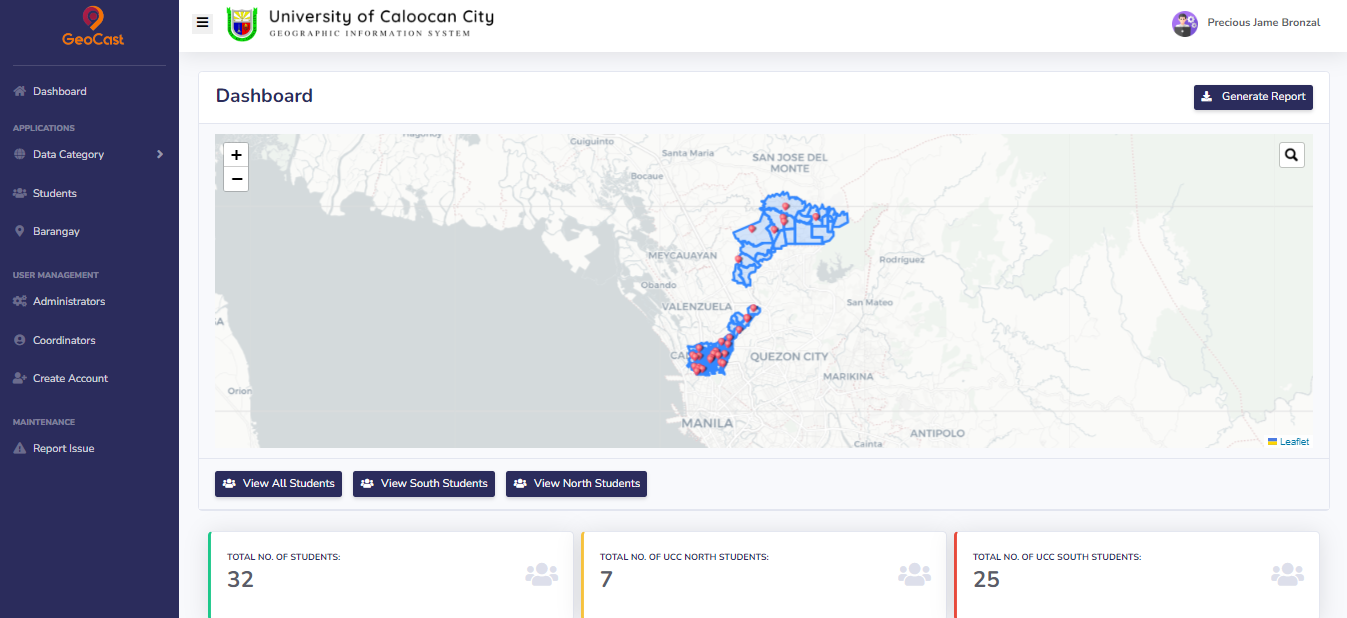 GeoCast
University of Caloocan City
GEOGRAPHIC INFORMATION SYSTEM
Precious Jame Bronzal
Dashboard
APPLICATIONS
Data Category
Students
Barangay
USER MANAGEMENT
Administrators
Coordinators
Create Account
MAINTENANCE
Report Issue
Dashboard
Generate Report
+
−
Guiguinto
Santa Maria
SAN JOSE DEL
MONTE
Bocaue
MEYCAUAYAN
Rodriguez
Obando
VALENZUELA
San Mateo
QUEZON CITY
MARIKINA
Orion
MANILA
ANTIPOLO
Cainta
Leaflet
View All Students
View South Students
View North Students
TOTAL NO. OF STUDENTS:
32
TOTAL NO. OF UCC NORTH STUDENTS:
7
TOTAL NO. OF UCC SOUTH STUDENTS:
25